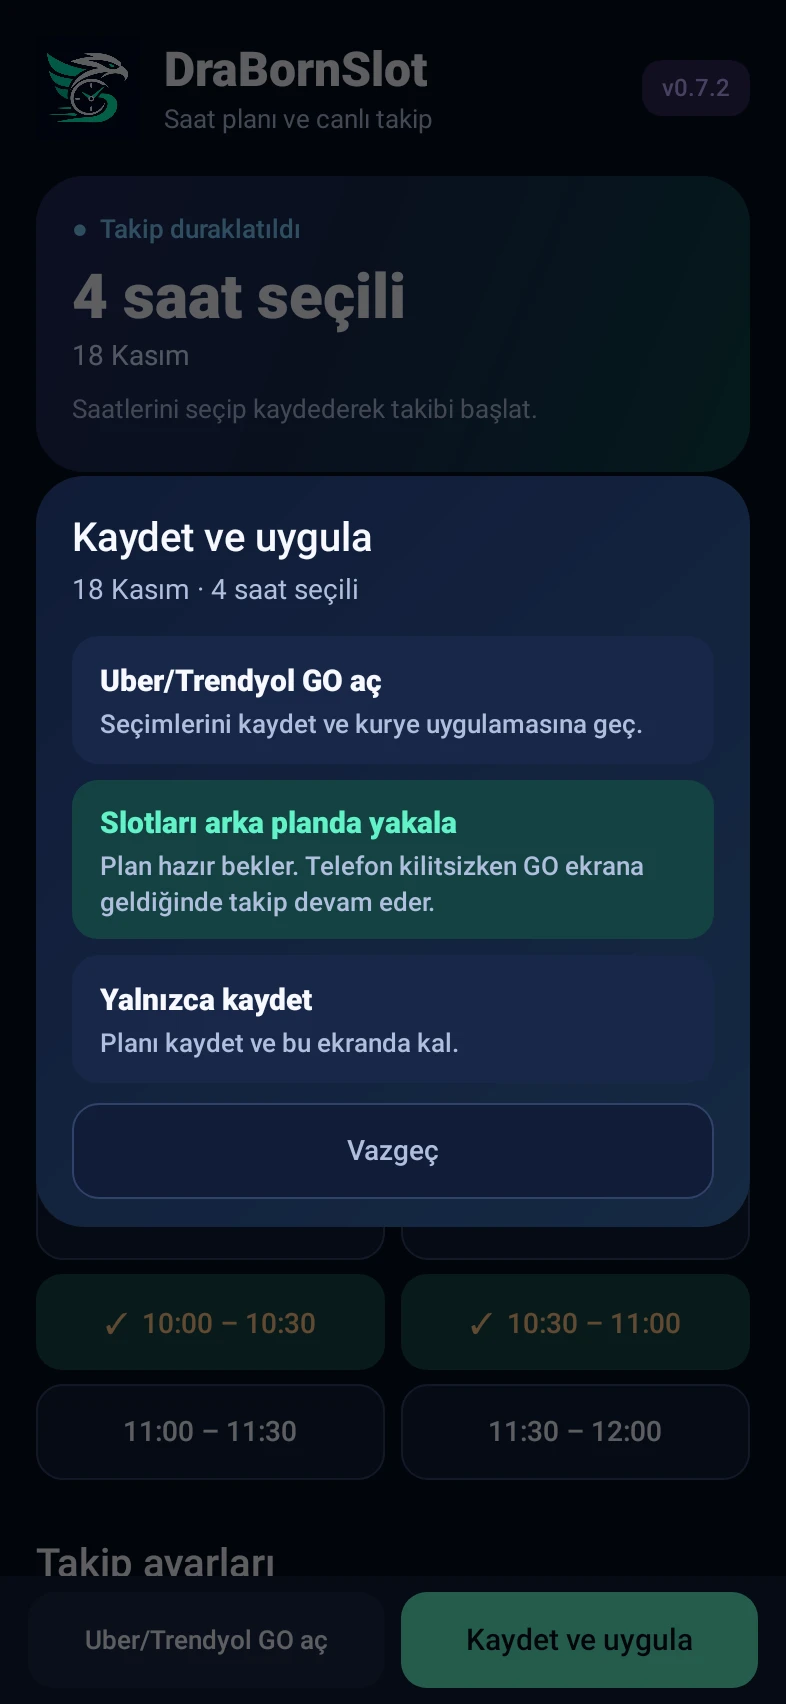 DraBornSlot
Saat planı ve canlı takip
v0.7.2
Takip duraklatıldı
4 saat seçili
18 Kasım
Saatlerini seçip kaydederek takibi başlat.
Kaydet ve uygula
18 Kasım · 4 saat seçili
Uber/Trendyol GO aç
Seçimlerini kaydet ve kurye uygulamasına geç.
Slotları arka planda yakala
Plan hazır bekler. Telefon kilitsizken GO ekrana
geldiğinde takip devam eder.
Yalnızca kaydet
Planı kaydet ve bu ekranda kal.
Vazgeç
✓ 10:00 – 10:30
✓ 10:30 – 11:00
11:00 – 11:30
11:30 – 12:00
Takip ayarları
Uber/Trendyol GO aç
Kaydet ve uygula